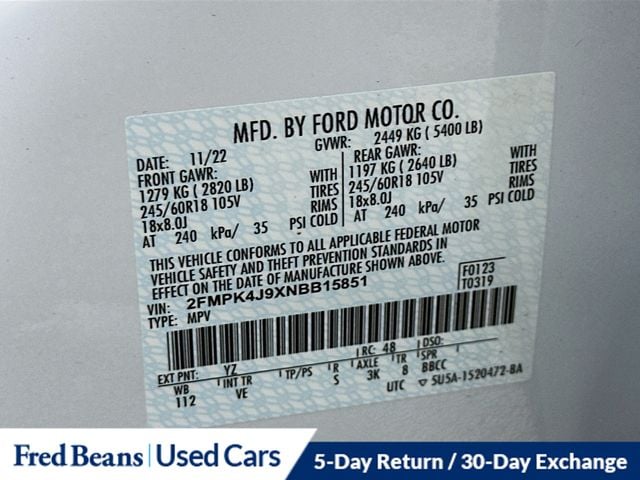 MFD. BY FORD MOTOR CO.
DATE: 11/22 GVWR: 2449 KG ( 5400 LB)
FRONT GAWR: REAR GAWR:
1279 KG ( 2820 LB) WITH 1197 KG ( 2640 LB) WITH
245/60R18 105V TIRES 245/60R18 105V TIRES
18x8.0J RIMS 18x8.0J RIMS
AT 240 kPa/ 35 PSI COLD AT 240 kPa/ 35 PSI COLD
THIS VEHICLE CONFORMS TO ALL APPLICABLE FEDERAL MOTOR
VEHICLE SAFETY AND THEFT PREVENTION STANDARDS IN
EFFECT ON THE DATE OF MANUFACTURE SHOWN ABOVE.
VIN: 2FMPK4J9XNBB15851 F0123
TYPE: MPV T0319
EXT PNT: YZ RC: 48 DSO:
WB INT TR TP/PS R AXLE TR SPR
112 VE S 3K 8 BBCC
UTC ▽ 5U5A-1520472-BA
Fred Beans | Used Cars 5-Day Return / 30-Day Exchange